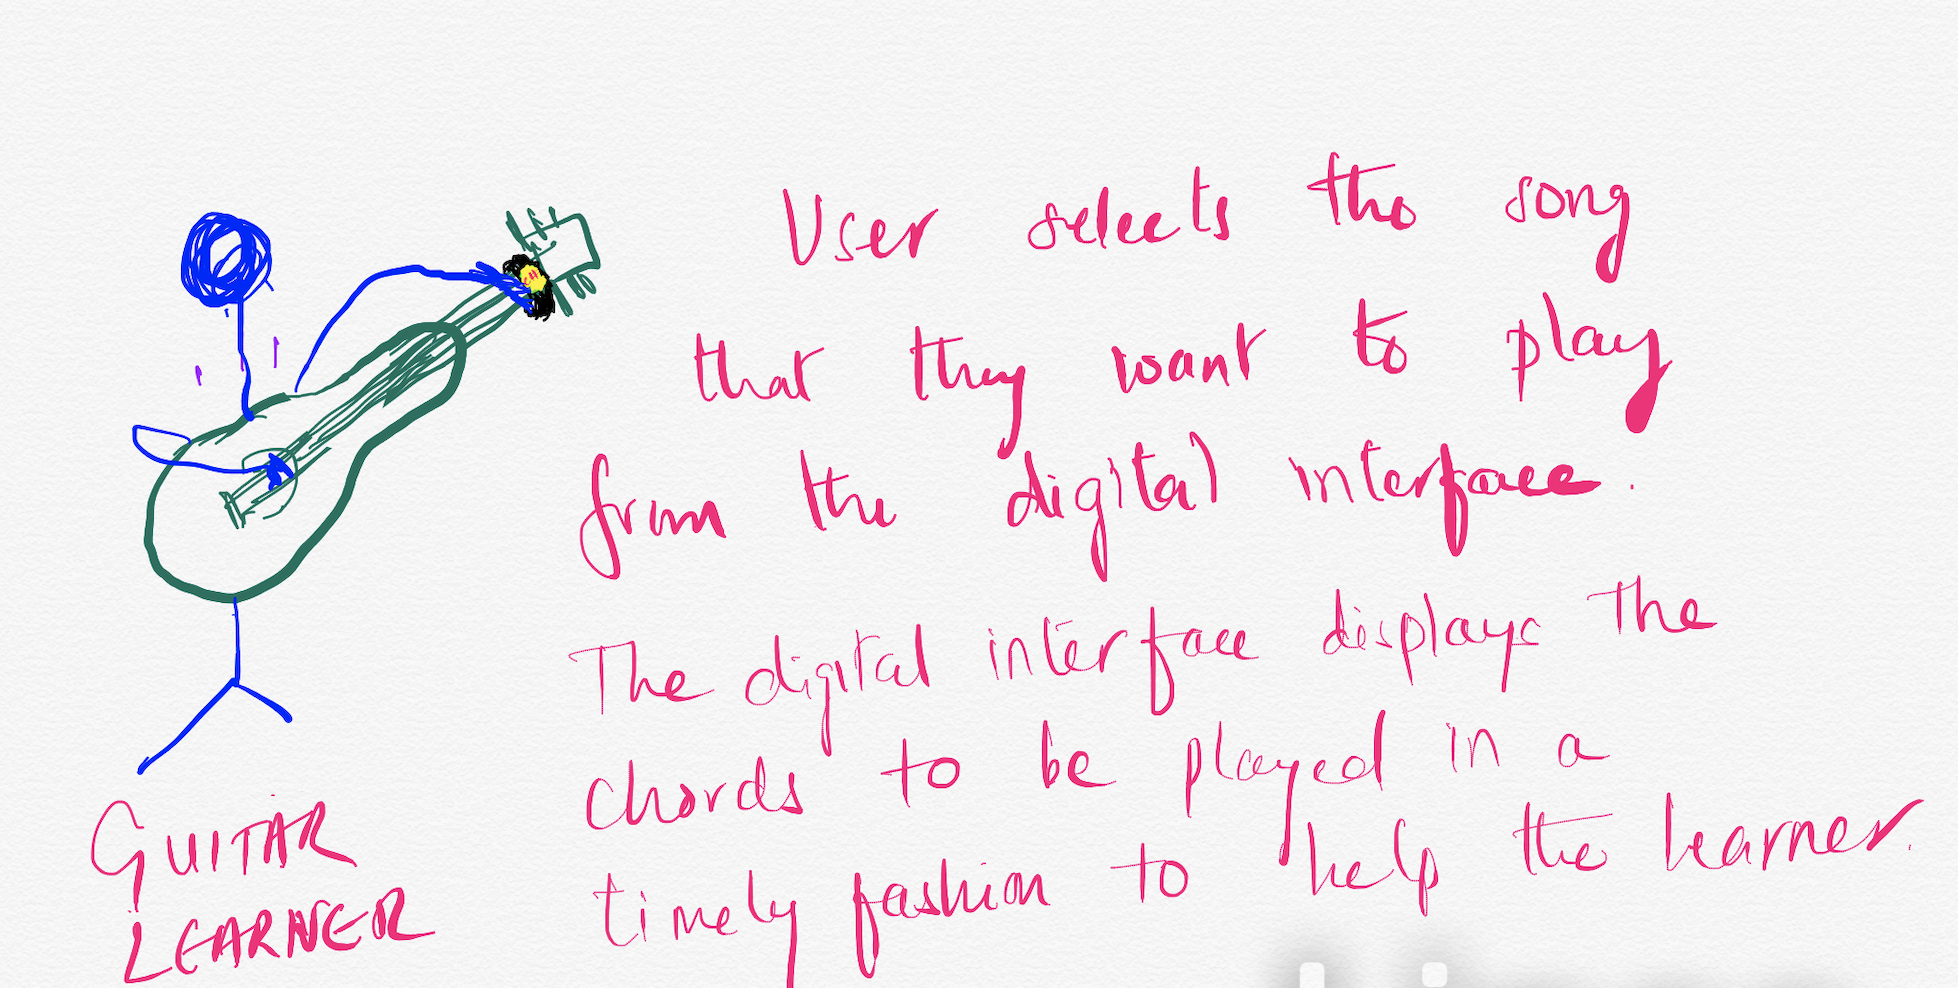 User selects the song
that they want to play
from the digital interface.
The digital interface displays the
chords to be played in a
timely fashion to help the learner.
GUITAR
LEARNER